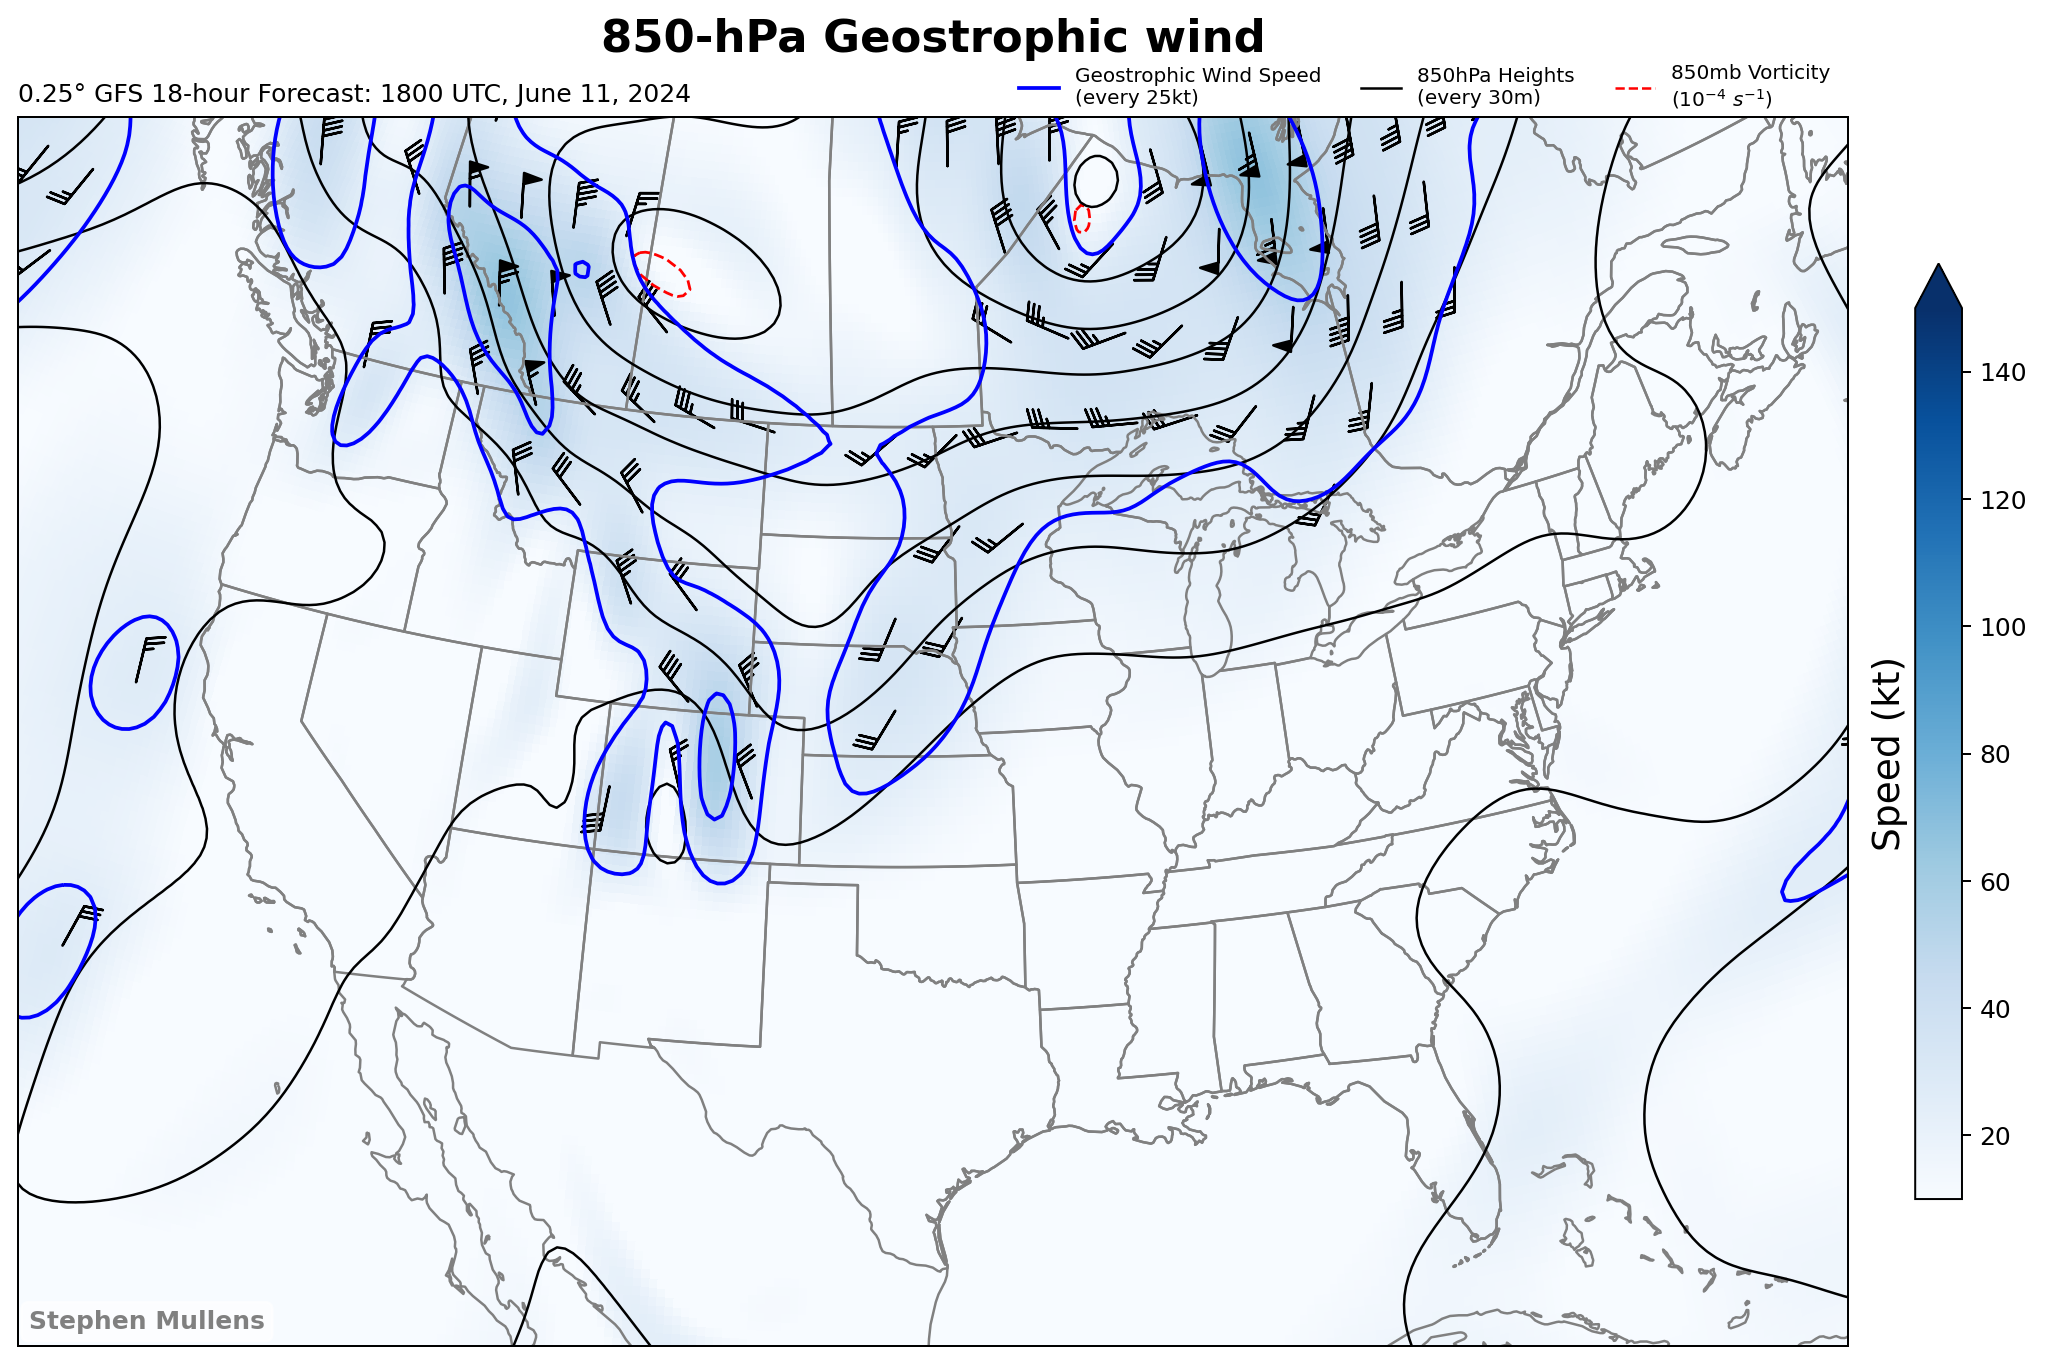 850-hPa Geostrophic wind
0.25° GFS 18-hour Forecast: 1800 UTC, June 11, 2024
Geostrophic Wind Speed
(every 25kt)
850hPa Heights
(every 30m)
850mb Vorticity
(10⁻⁴ s⁻¹)
140
120
100
80
60
40
20
Speed (kt)
Stephen Mullens